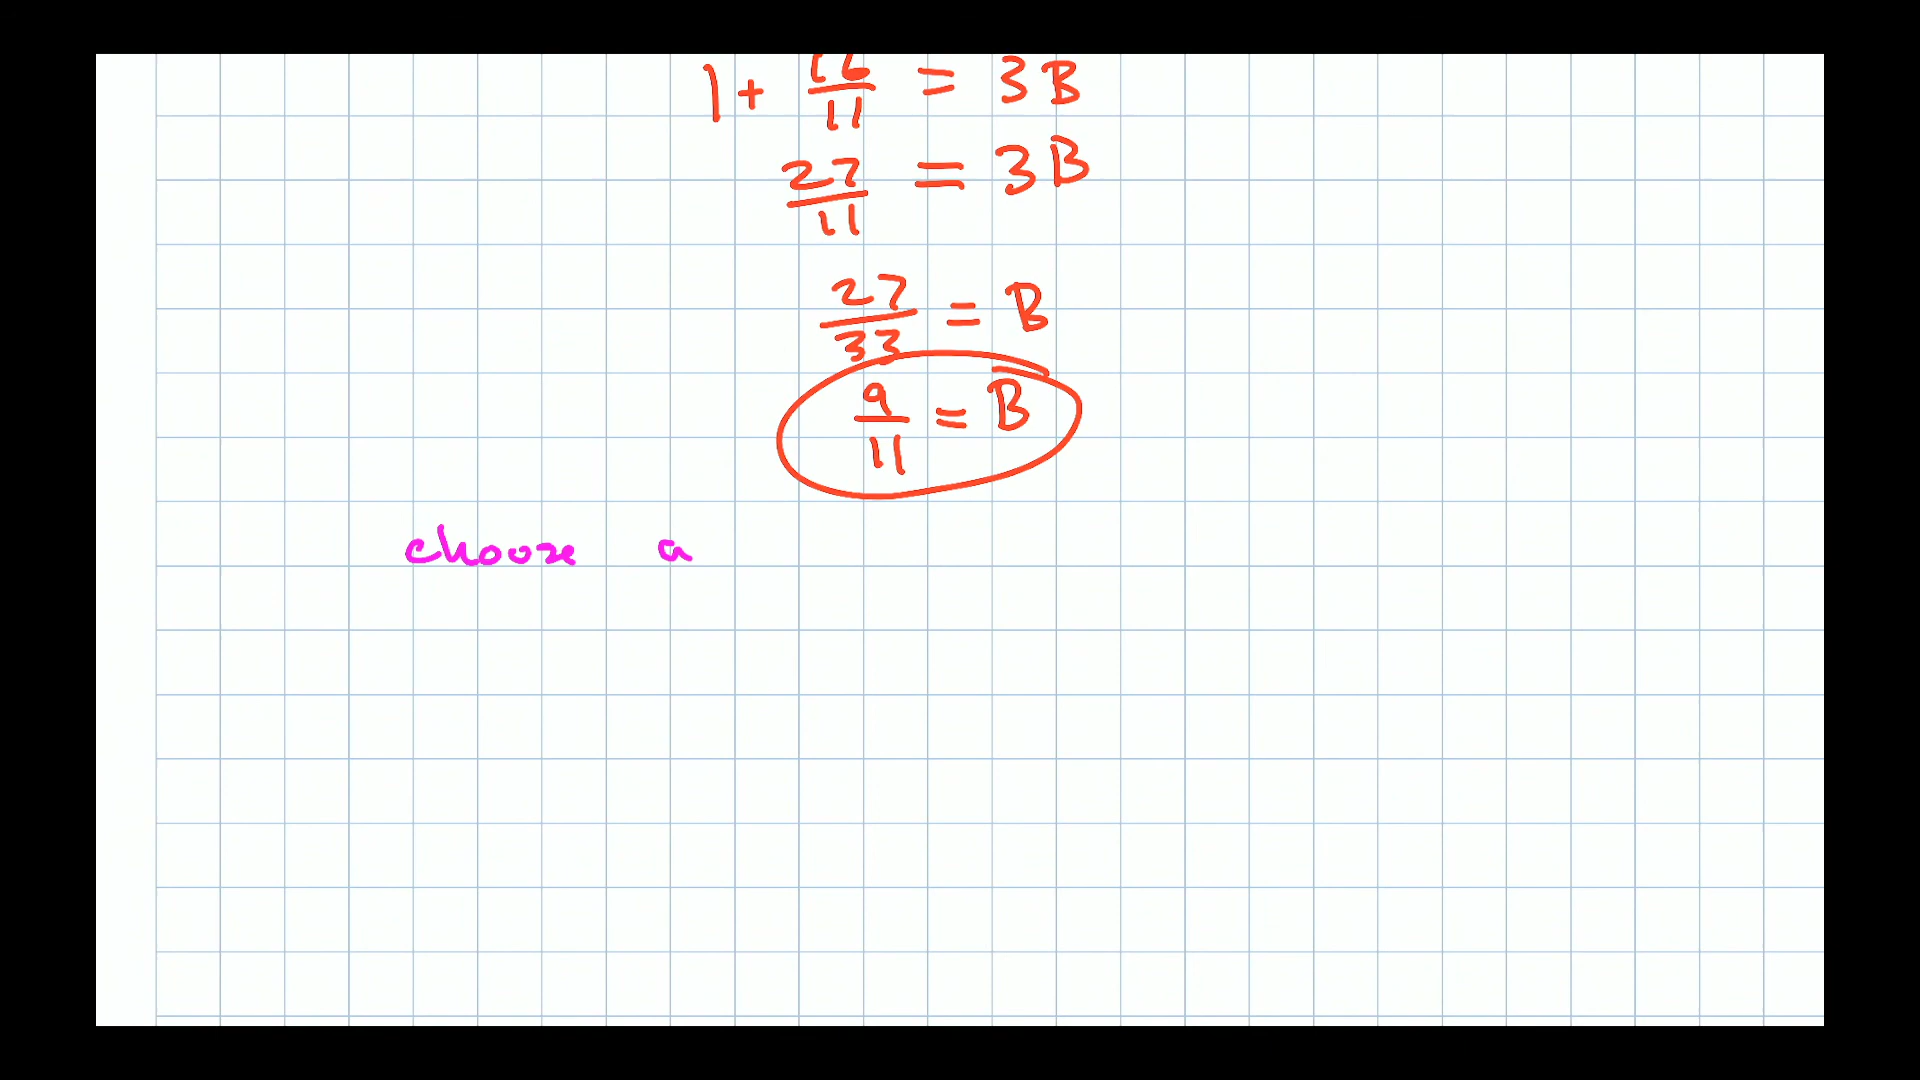 1 + 16/11 = 3B
27/11 = 3B
27/33 = B
9/11 = B
choose a